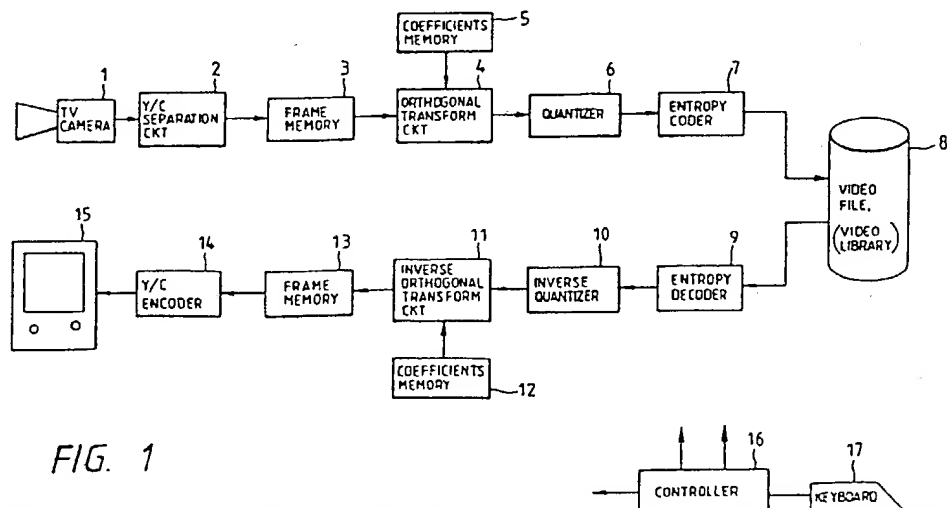 COEFFICIENTS
MEMORY
5
1
2
3
4
6
7
TV
CAMERA
Y/C
SEPARATION
CKT
FRAME
MEMORY
ORTHOGONAL
TRANSFORM
CKT
QUANTIZER
ENTROPY
CODER
8
VIDEO
FILE,
(VIDEO
LIBRARY)
15
14
13
11
10
9
Y/C
ENCODER
FRAME
MEMORY
INVERSE
ORTHOGONAL
TRANSFORM
CKT
INVERSE
QUANTIZER
ENTROPY
DECODER
COEFFICIENTS
MEMORY
12
FIG. 1
16
17
CONTROLLER
KEYBOARD